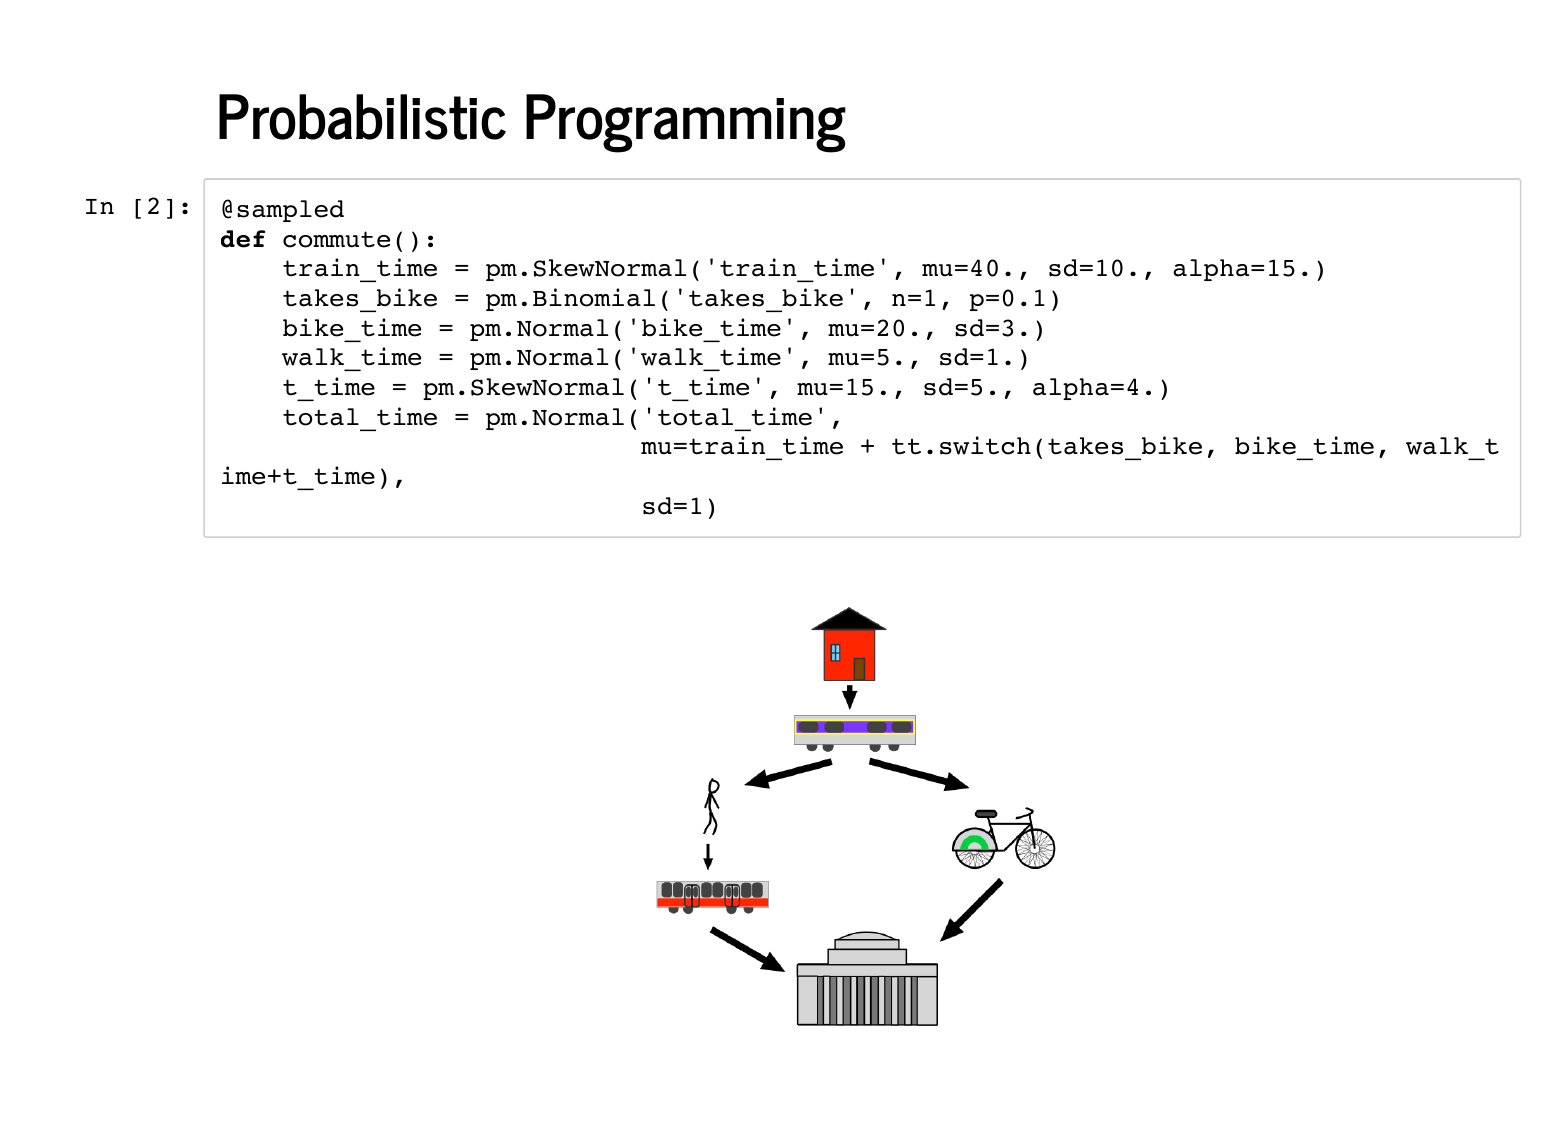 Probabilistic Programming
In [2]:
@sampled
def commute():
    train_time = pm.SkewNormal('train_time', mu=40., sd=10., alpha=15.)
    takes_bike = pm.Binomial('takes_bike', n=1, p=0.1)
    bike_time = pm.Normal('bike_time', mu=20., sd=3.)
    walk_time = pm.Normal('walk_time', mu=5., sd=1.)
    t_time = pm.SkewNormal('t_time', mu=15., sd=5., alpha=4.)
    total_time = pm.Normal('total_time',
                           mu=train_time + tt.switch(takes_bike, bike_time, walk_t
ime+t_time),
                           sd=1)